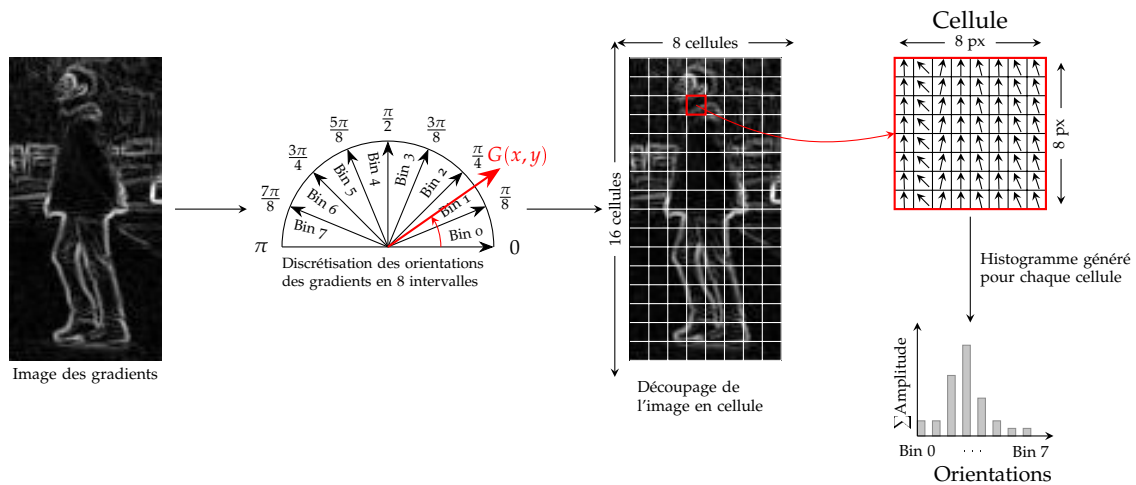 Image des gradients
π
7π/8
3π/4
5π/8
π/2
3π/8
π/4
π/8
0
G(x, y)
Bin 7
Bin 6
Bin 5
Bin 4
Bin 3
Bin 2
Bin 1
Bin 0
Discrétisation des orientations
des gradients en 8 intervalles
8 cellules
16 cellules
Découpage de
l'image en cellule
Cellule
8 px
8 px
Histogramme généré
pour chaque cellule
∑ Amplitude
Bin 0 · · · Bin 7
Orientations